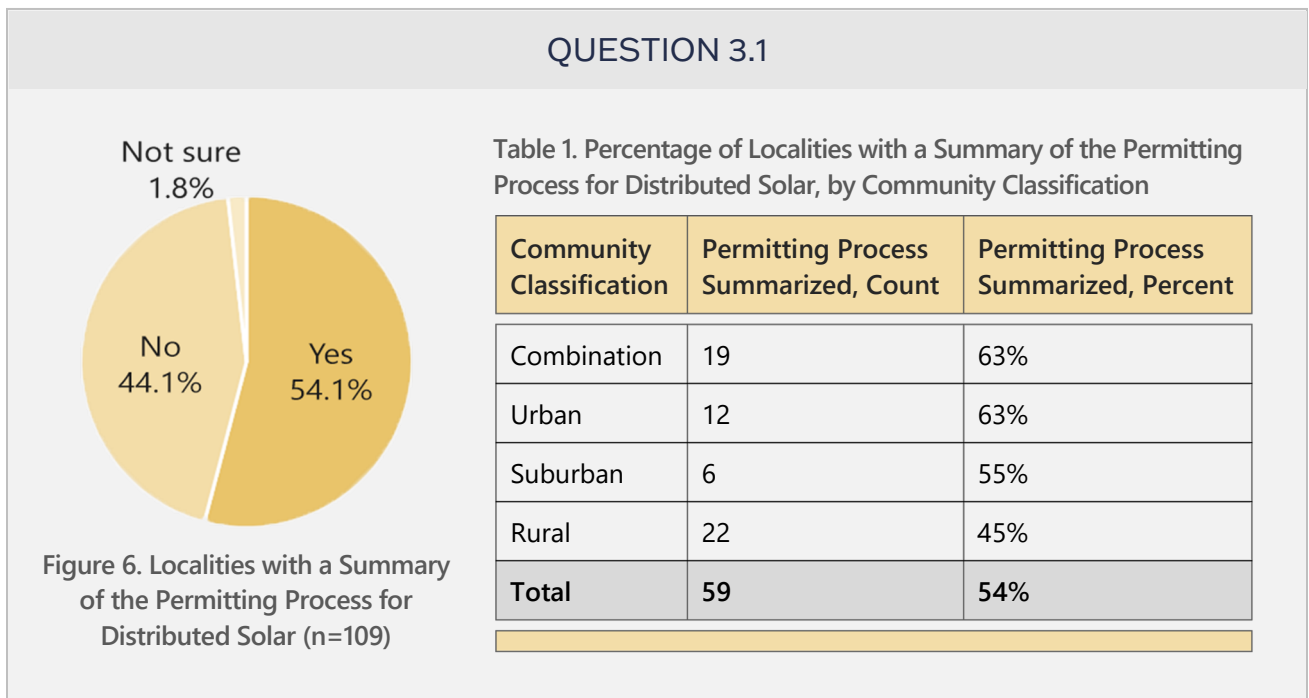 QUESTION 3.1
Not sure
1.8%
No
44.1%
Yes
54.1%
Figure 6. Localities with a Summary
of the Permitting Process for
Distributed Solar (n=109)
Table 1. Percentage of Localities with a Summary of the Permitting
Process for Distributed Solar, by Community Classification
Community Classification Permitting Process Summarized, Count Permitting Process Summarized, Percent
Combination 19 63%
Urban 12 63%
Suburban 6 55%
Rural 22 45%
Total 59 54%